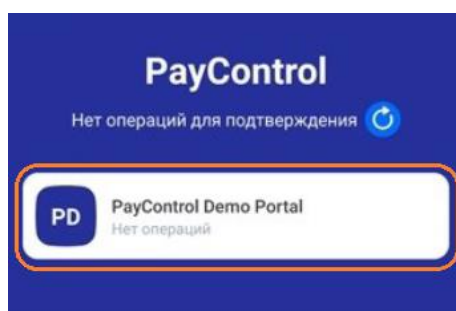 PayControl
Нет операций для подтверждения
PD
PayControl Demo Portal
Нет операций